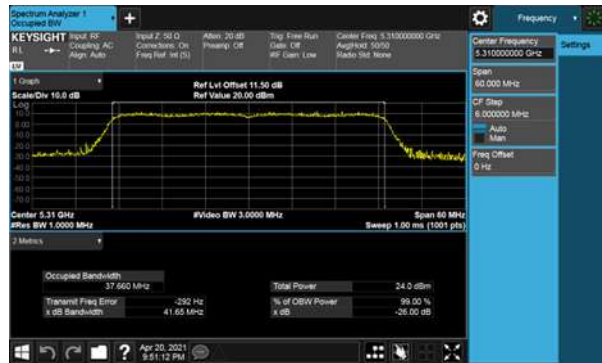 Spectrum Analyzer 1
Occupied BW
Frequency
KEYSIGHT Input: RF
R L
Coupling: AC
Align: Auto
Input Z: 50 Ω
Corrections: On
Freq Ref: Int (S)
Atten: 20 dB
Preamp: Off
Trig: Free Run
Gate: Off
#IF Gain: Low
Center Freq: 5.310000000 GHz
Avg|Hold: 50/50
Radio Std: None
Center Frequency
5.310000000 GHz
Settings
Span
60.000 MHz
CF Step
6.000000 MHz
Auto
Man
Freq Offset
0 Hz
1 Graph
Scale/Div 10.0 dB
Ref Lvl Offset 11.50 dB
Ref Value 20.00 dBm
Log
10.0
0.00
-10.0
-20.0
-30.0
-40.0
-50.0
-60.0
-70.0
Center 5.31 GHz
#Res BW 1.0000 MHz
#Video BW 3.0000 MHz
Span 60 MHz
Sweep 1.00 ms (1001 pts)
2 Metrics
Occupied Bandwidth
37.660 MHz
Total Power 24.0 dBm
Transmit Freq Error -292 Hz
% of OBW Power 99.00 %
x dB Bandwidth 41.65 MHz
x dB -26.00 dB
?
Apr 20, 2021
9:51:12 PM